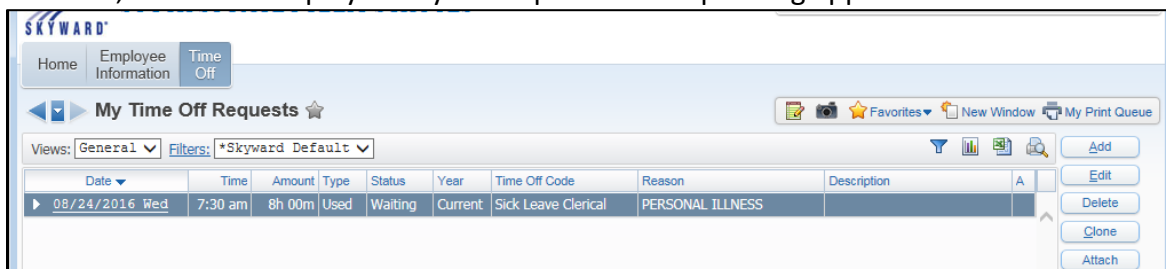 SKYWARD
Home Employee Information Time Off
My Time Off Requests
Favorites New Window My Print Queue
Views: General Filters: *Skyward Default
Add
Date Time Amount Type Status Year Time Off Code Reason Description A
Edit
08/24/2016 Wed 7:30 am 8h 00m Used Waiting Current Sick Leave Clerical PERSONAL ILLNESS
Delete
Clone
Attach